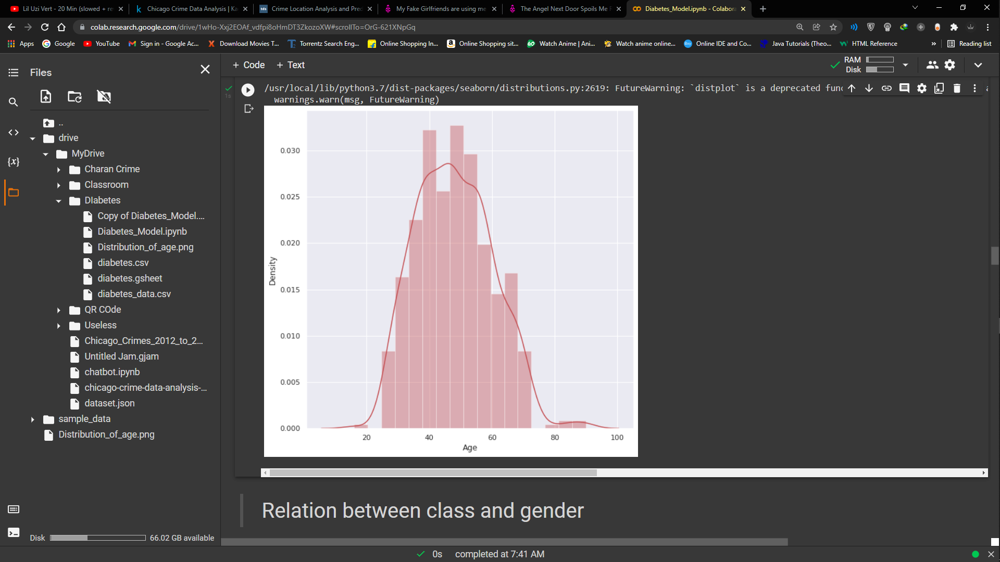 Lil Uzi Vert - 20 Min (slowed + re
Chicago Crime Data Analysis | Ka
tds
Crime Location Analysis and Pred
My Fake Girlfriends are using me
The Angel Next Door Spoils Me R
Diabetes_Model.ipynb - Colabora
colab.research.google.com/drive/1wHo-Xxj2EOAf_vdfpi8oHmDT3ZkozoXW#scrollTo=OrG-621XNpGq
Apps
Google
YouTube
Sign in - Google Ac...
Download Movies T...
Torrentz Search Eng...
Online Shopping In...
Online Shopping sit...
Watch Anime | Ani...
Watch anime online...
Online IDE and Co...
Java Tutorials (Theo...
HTML Reference
»
Reading list
Files
+ Code
+ Text
RAM
Disk
..
drive
MyDrive
Charan Crime
Classroom
DIabetes
Copy of Diabetes_Model....
Diabetes_Model.ipynb
Distribution_of_age.png
diabetes.csv
diabetes.gsheet
diabetes_data.csv
QR COde
Useless
Chicago_Crimes_2012_to_2...
Untitled Jam.gjam
chatbot.ipynb
chicago-crime-data-analysis-...
dataset.json
sample_data
Distribution_of_age.png
Disk
66.02 GB available
1s
/usr/local/lib/python3.7/dist-packages/seaborn/distributions.py:2619: FutureWarning: `distplot` is a deprecated func
warnings.warn(msg, FutureWarning)
0.030
0.025
0.020
0.015
0.010
0.005
0.000
Density
20
40
60
80
100
Age
Relation between class and gender
0s
completed at 7:41 AM